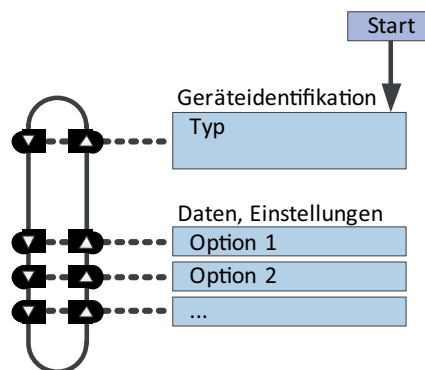 Start
Geräteidentifikation
Typ
Daten, Einstellungen
Option 1
Option 2
...